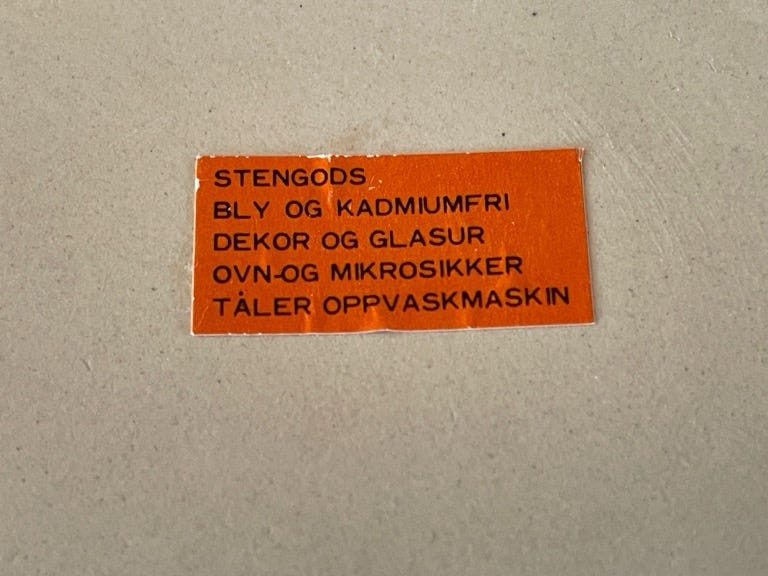 STENGODS
BLY OG KADMIUMFRI
DEKOR OG GLASUR
OVN-OG MIKROSIKKER
TÅLER OPPVASKMASKIN